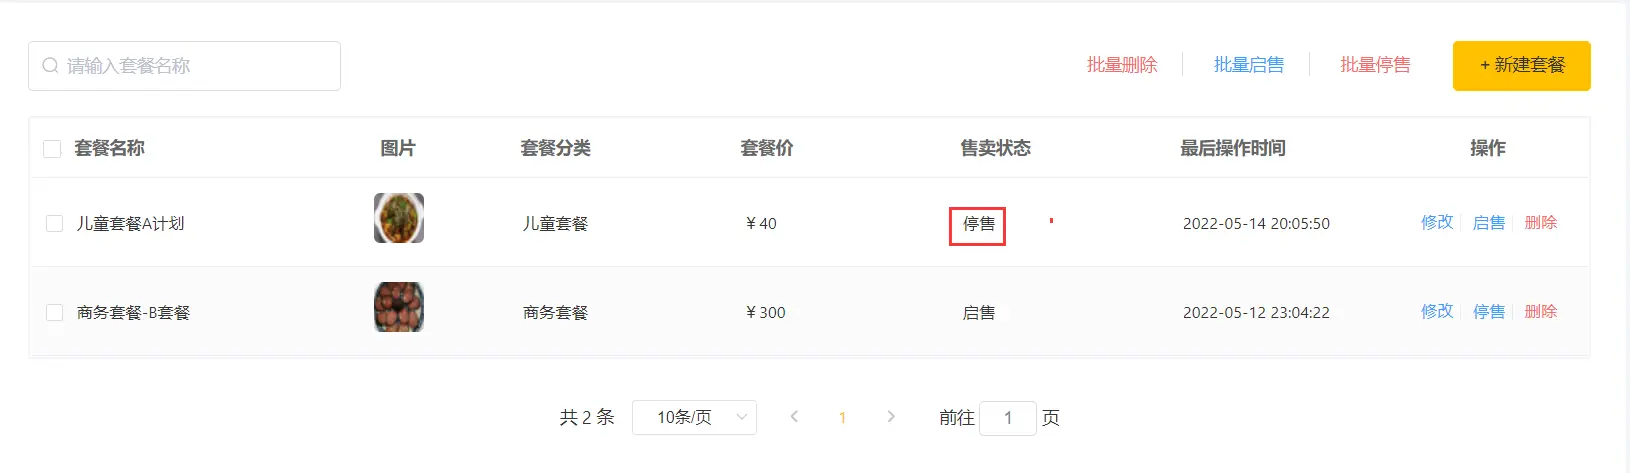 请输入套餐名称 批量删除 批量启售 批量停售 + 新建套餐
套餐名称 图片 套餐分类 套餐价 售卖状态 最后操作时间 操作
儿童套餐A计划 儿童套餐 ¥40 停售 2022-05-14 20:05:50 修改 启售 删除
商务套餐-B套餐 商务套餐 ¥300 启售 2022-05-12 23:04:22 修改 停售 删除
共 2 条 10条/页 1 前往 1 页